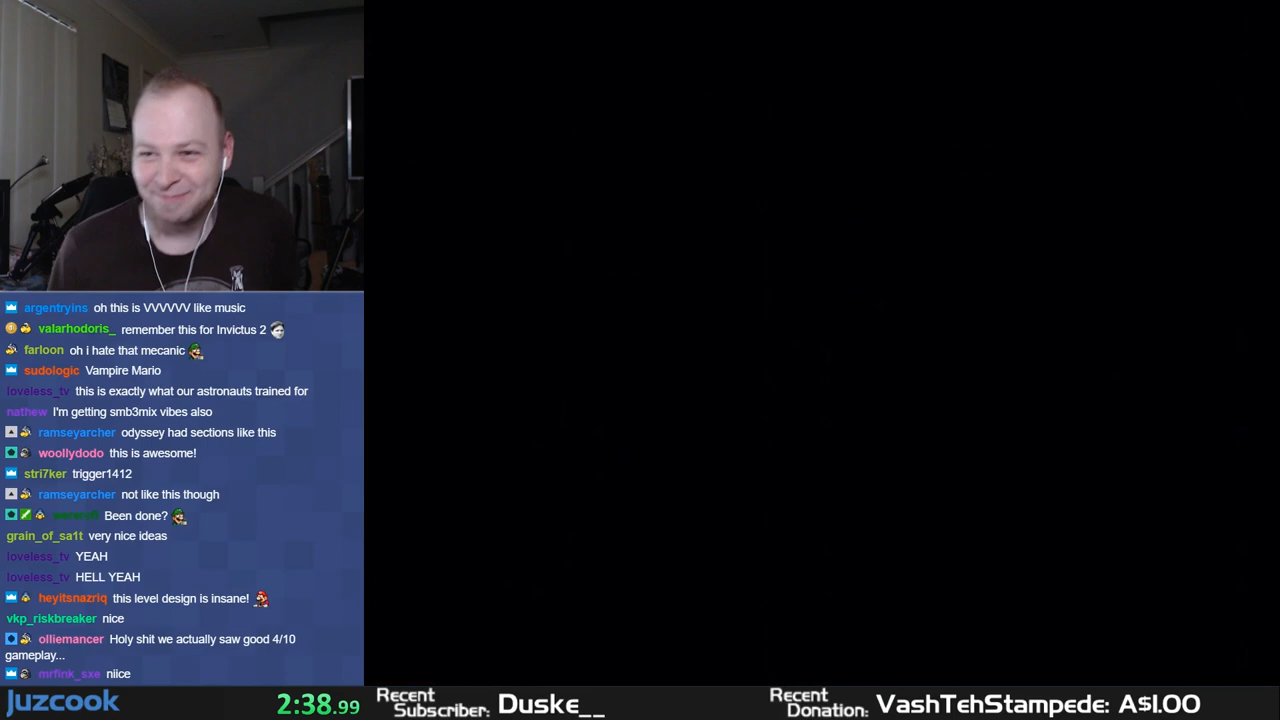 argentryins oh this is VVVVVV like music
valarhodoris_ remember this for Invictus 2
farloon oh i hate that mecanic
sudologic Vampire Mario
loveless_tv this is exactly what our astronauts trained for
nathew I'm getting smb3mix vibes also
ramseyarcher odyssey had sections like this
woollydodo this is awesome!
stri7ker trigger1412
ramseyarcher not like this though
Been done?
grain_of_sa1t very nice ideas
loveless_tv YEAH
loveless_tv HELL YEAH
heyitsnazriq this level design is insane!
vkp_riskbreaker nice
olliemancer Holy shit we actually saw good 4/10
gameplay...
mrfink_sxe niice
Juzcook
2:38.99
Recent
Subscriber: Duske__
Recent
Donation: VashTehStampede: A$1.00